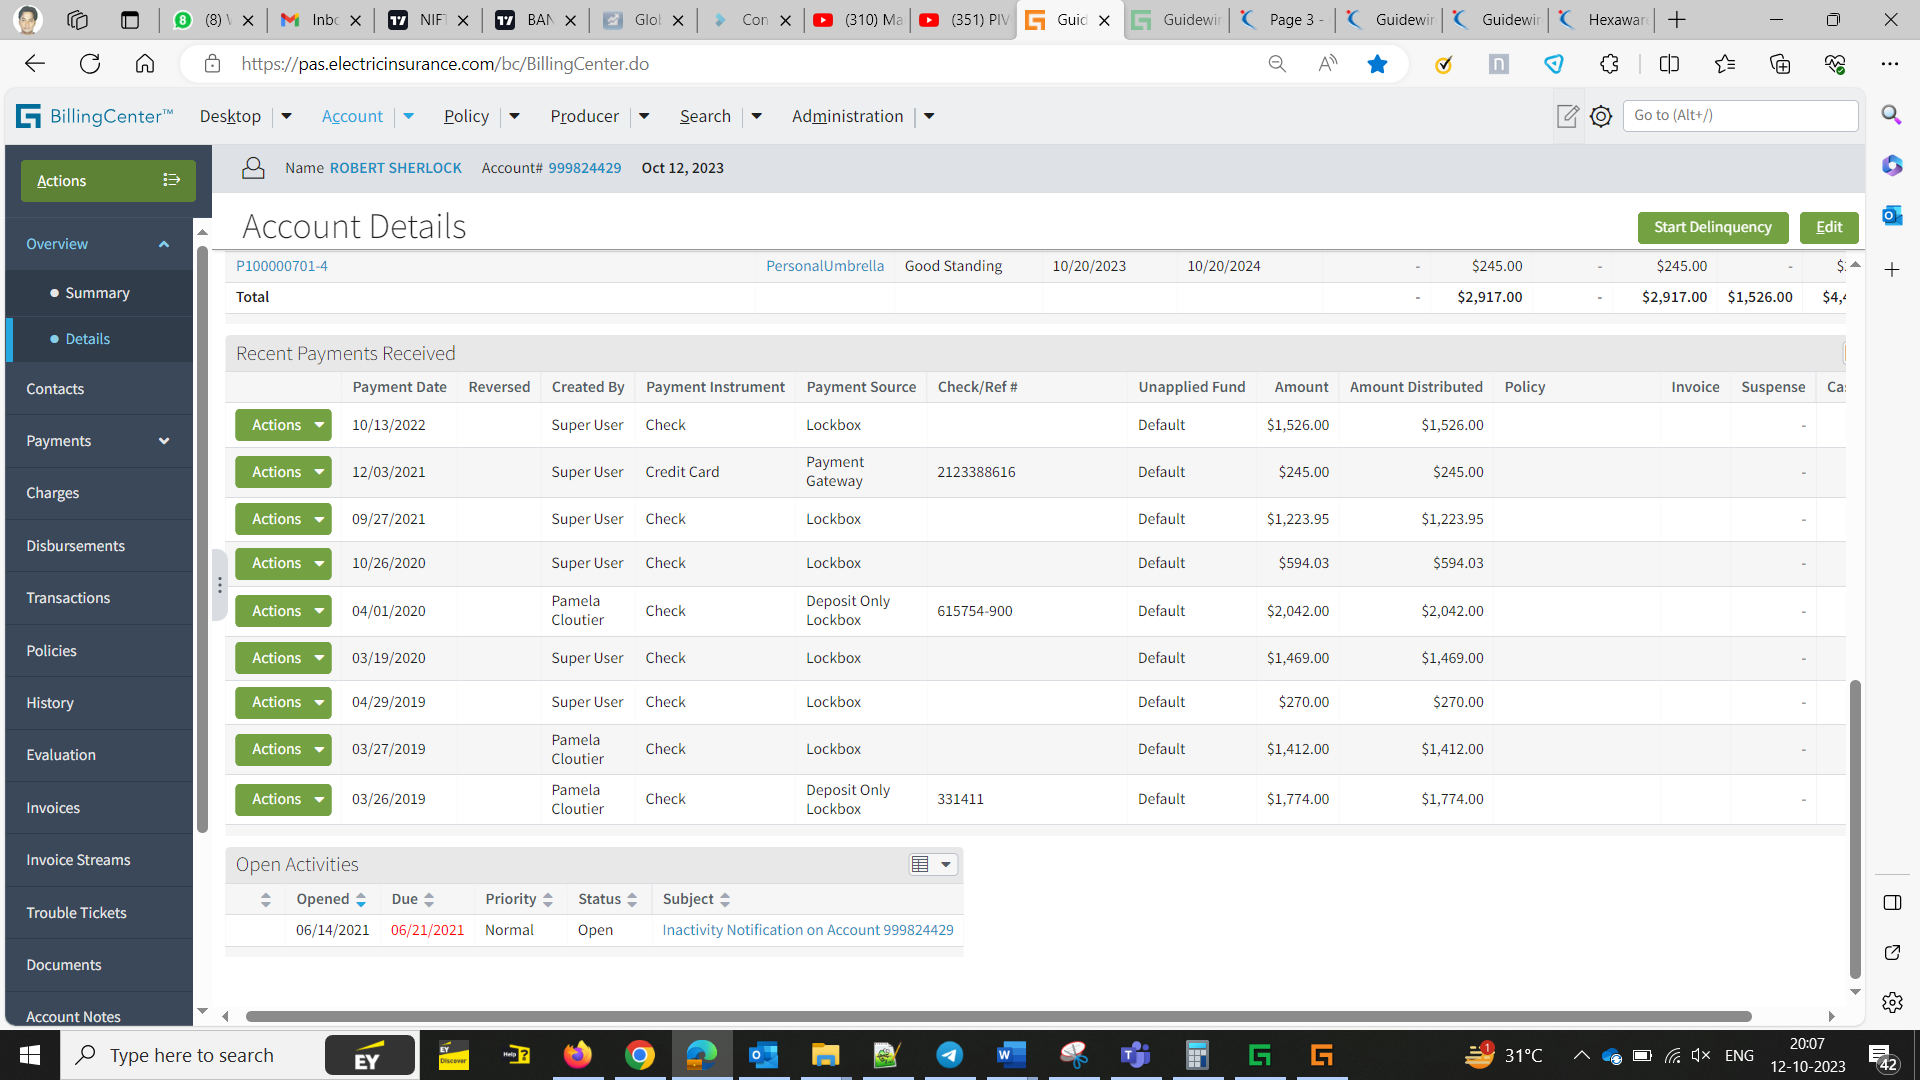 (8) Inbo NIFT BAN Glol Con (310) Ma (351) PIV Guid Guidewir Page 3 - Guidewir Guidewir Hexawar
https://pas.electricinsurance.com/bc/BillingCenter.do
BillingCenter™ Desktop Account Policy Producer Search Administration Go to (Alt+/)
Actions
Name ROBERT SHERLOCK Account# 999824429 Oct 12, 2023
Account Details Start Delinquency Edit
Overview
Summary
Details
Contacts
Payments
Charges
Disbursements
Transactions
Policies
History
Evaluation
Invoices
Invoice Streams
Trouble Tickets
Documents
Account Notes
P100000701-4 PersonalUmbrella Good Standing 10/20/2023 10/20/2024 - $245.00 - $245.00 -
Total - $2,917.00 - $2,917.00 $1,526.00 $4,4
Recent Payments Received
Payment Date Reversed Created By Payment Instrument Payment Source Check/Ref # Unapplied Fund Amount Amount Distributed Policy Invoice Suspense Ca
Actions 10/13/2022 Super User Check Lockbox Default $1,526.00 $1,526.00 -
Actions 12/03/2021 Super User Credit Card Payment Gateway 2123388616 Default $245.00 $245.00 -
Actions 09/27/2021 Super User Check Lockbox Default $1,223.95 $1,223.95 -
Actions 10/26/2020 Super User Check Lockbox Default $594.03 $594.03 -
Actions 04/01/2020 Pamela Cloutier Check Deposit Only Lockbox 615754-900 Default $2,042.00 $2,042.00 -
Actions 03/19/2020 Super User Check Lockbox Default $1,469.00 $1,469.00 -
Actions 04/29/2019 Super User Check Lockbox Default $270.00 $270.00 -
Actions 03/27/2019 Pamela Cloutier Check Lockbox Default $1,412.00 $1,412.00 -
Actions 03/26/2019 Pamela Cloutier Check Deposit Only Lockbox 331411 Default $1,774.00 $1,774.00 -
Open Activities
Opened Due Priority Status Subject
06/14/2021 06/21/2021 Normal Open Inactivity Notification on Account 999824429
Type here to search EY EY Discover Help ? 1 31°C ENG 20:07
12-10-2023 42